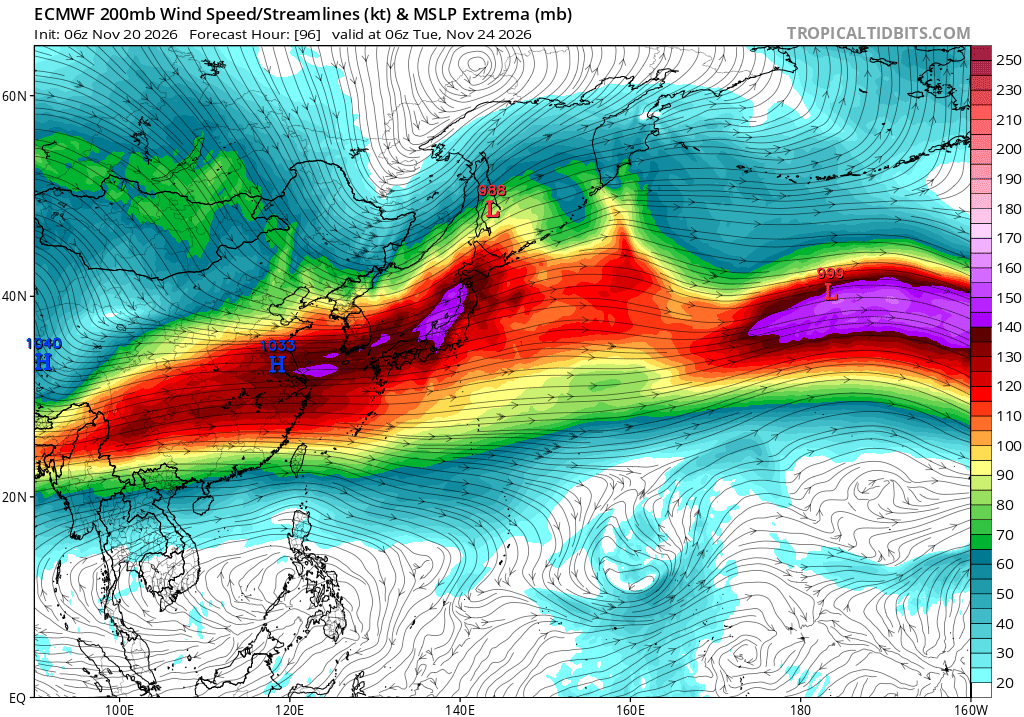 ECMWF 200mb Wind Speed/Streamlines (kt) & MSLP Extrema (mb)
Init: 06z Nov 20 2026 Forecast Hour: [96] valid at 06z Tue, Nov 24 2026
TROPICALTIDBITS.COM
60N
40N
20N
EQ
100E
120E
140E
160E
180E
160W
988
L
999
L
1040
H
1033
H
250
230
210
200
190
180
170
160
150
140
130
120
110
100
90
80
70
60
50
40
30
20